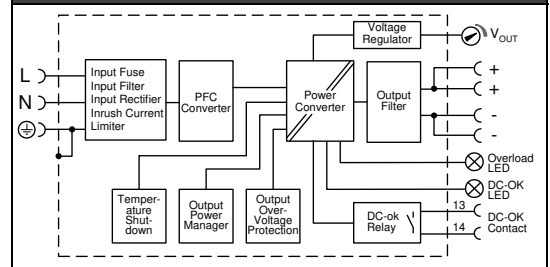 Voltage
Regulator
VOUT
L
N
Input Fuse
Input Filter
Input Rectifier
Inrush Current
Limiter
PFC
Converter
Power
Converter
Output
Filter
+
+
-
-
Overload
LED
DC-OK
LED
Temper-
ature
Shut-
down
Output
Power
Manager
Output
Over-
Voltage
Protection
DC-ok
Relay
13
14
DC-OK
Contact